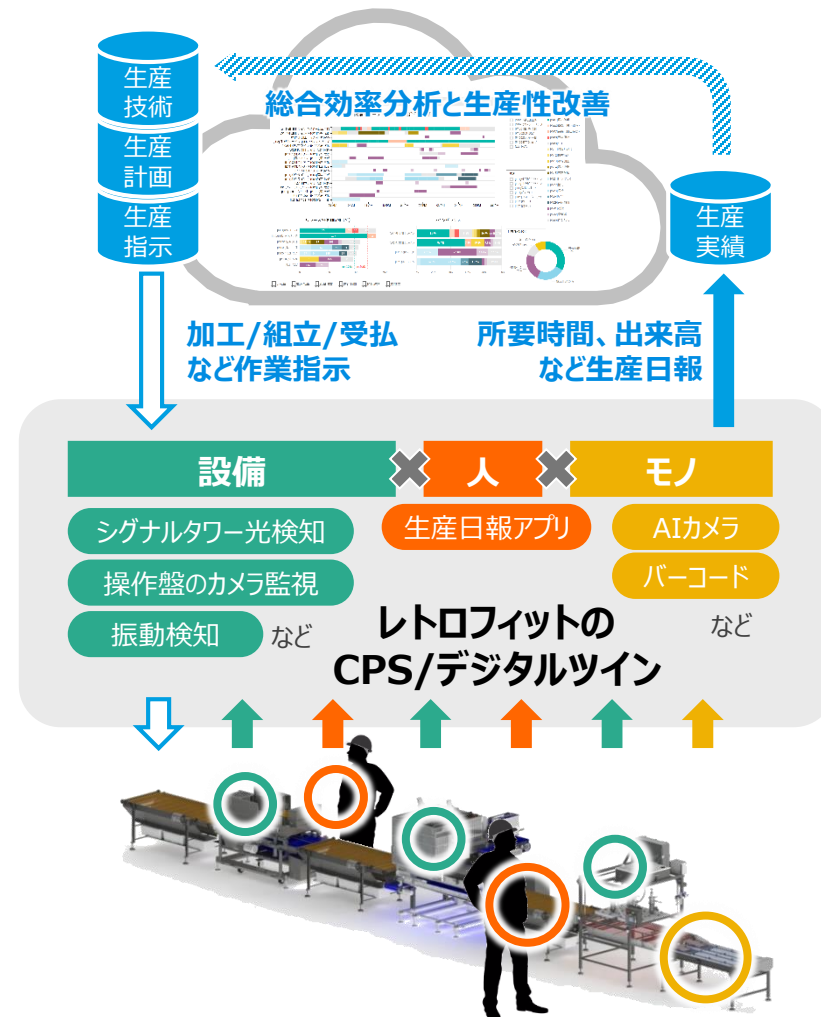 生産
技術
生産
計画
生産
指示
総合効率分析と生産性改善
生産
実績
加工/組立/受払
など作業指示
所要時間、出来高
など生産日報
設備
人
モノ
シグナルタワー光検知
操作盤のカメラ監視
振動検知
など
生産日報アプリ
AIカメラ
バーコード
など
レトロフィットの
CPS/デジタルツイン